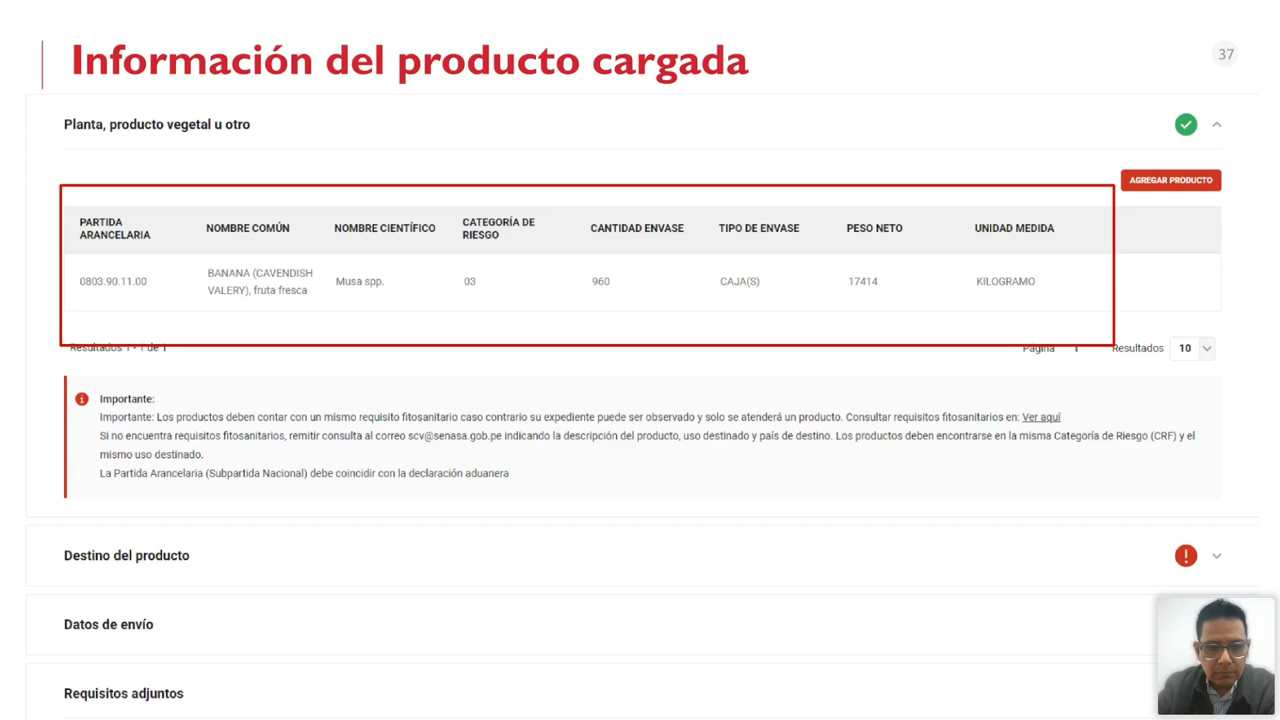 Información del producto cargada
37
Planta, producto vegetal u otro
AGREGAR PRODUCTO
PARTIDA ARANCELARIA NOMBRE COMÚN NOMBRE CIENTÍFICO CATEGORÍA DE RIESGO CANTIDAD ENVASE TIPO DE ENVASE PESO NETO UNIDAD MEDIDA
0803.90.11.00 BANANA (CAVENDISH VALERY), fruta fresca Musa spp. 03 960 CAJA(S) 17414 KILOGRAMO
Resultados 1 - 1 de 1 Página 1 Resultados 10
Importante:
Importante: Los productos deben contar con un mismo requisito fitosanitario caso contrario su expediente puede ser observado y solo se atenderá un producto. Consultar requisitos fitosanitarios en: Ver aquí
Si no encuentra requisitos fitosanitarios, remitir consulta al correo scv@senasa.gob.pe indicando la descripción del producto, uso destinado y país de destino. Los productos deben encontrarse en la misma Categoría de Riesgo (CRF) y el
mismo uso destinado.
La Partida Arancelaria (Subpartida Nacional) debe coincidir con la declaración aduanera
Destino del producto
Datos de envío
Requisitos adjuntos